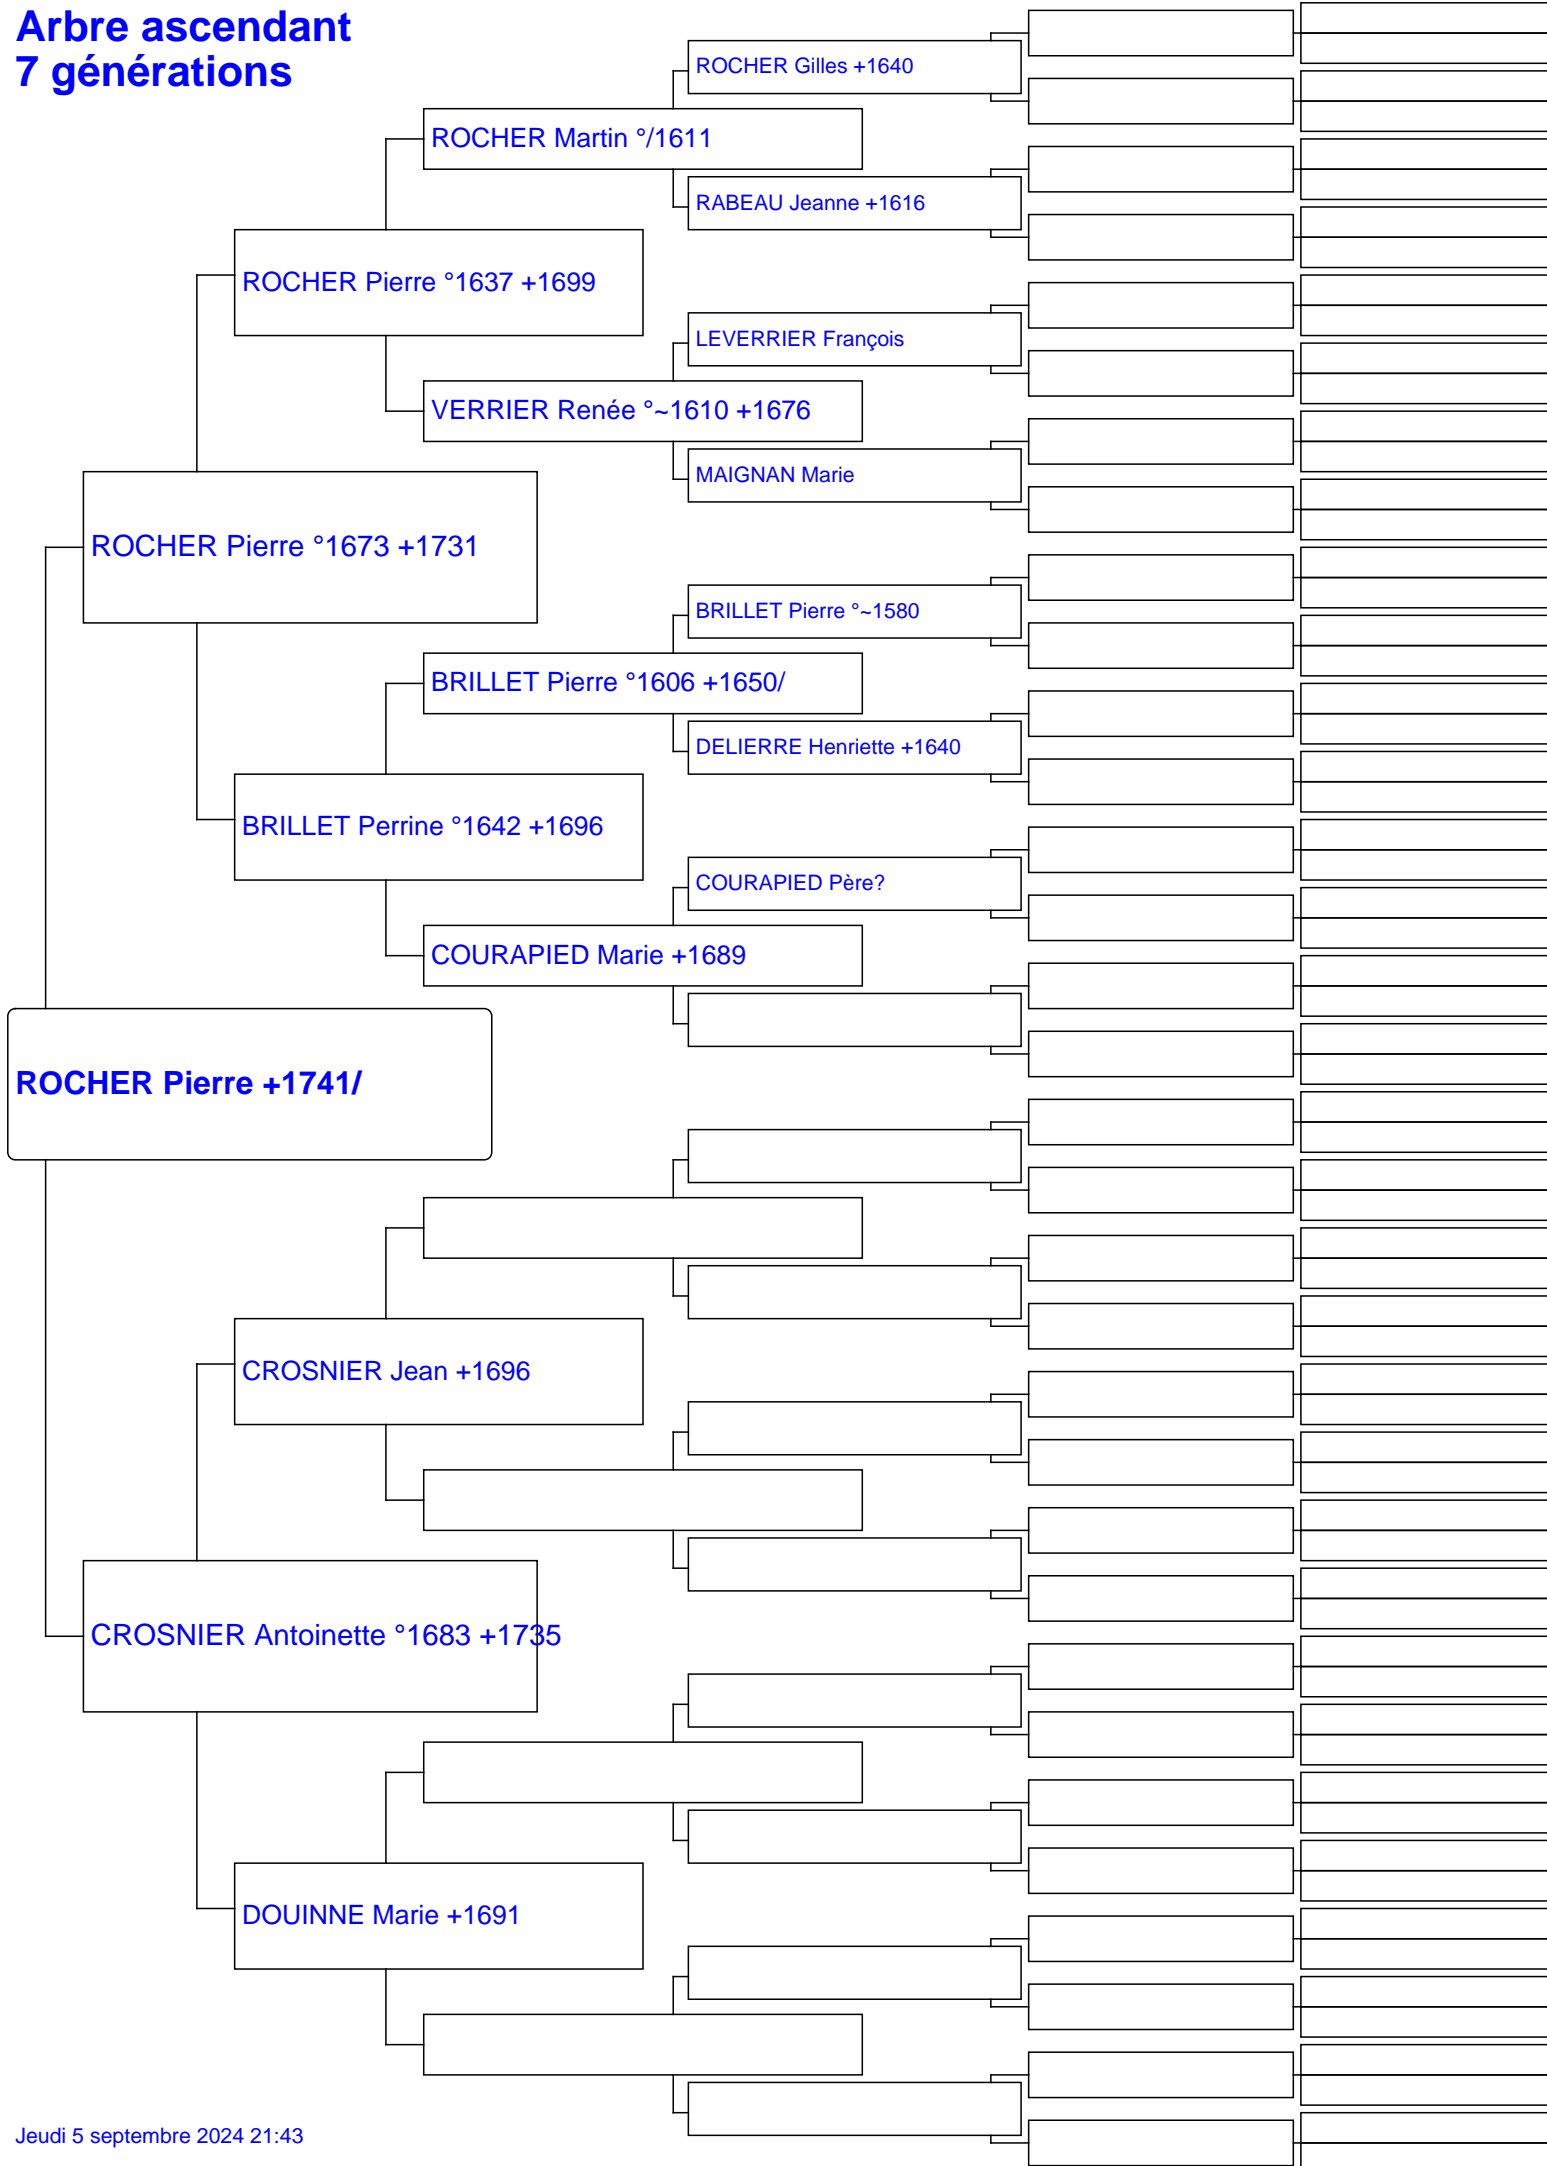 Arbre ascendant
7 générations
ROCHER Gilles +1640
ROCHER Martin °/1611
RABEAU Jeanne +1616
ROCHER Pierre °1637 +1699
LEVERRIER François
VERRIER Renée °~1610 +1676
MAIGNAN Marie
ROCHER Pierre °1673 +1731
BRILLET Pierre °~1580
BRILLET Pierre °1606 +1650/
DELIERRE Henriette +1640
BRILLET Perrine °1642 +1696
COURAPIED Père?
COURAPIED Marie +1689
ROCHER Pierre +1741/
CROSNIER Jean +1696
CROSNIER Antoinette °1683 +1735
DOUINNE Marie +1691
Jeudi 5 septembre 2024 21:43